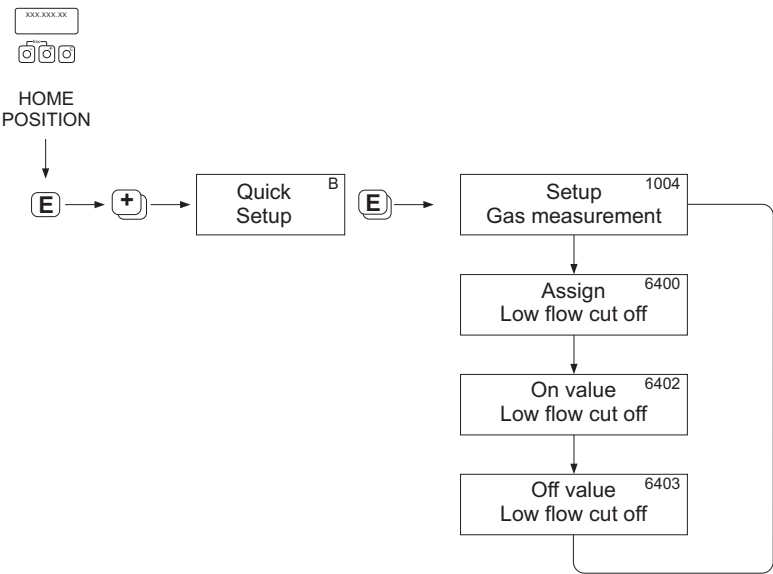 xxx.xxx.xx
HOME
POSITION
E
+
Quick
Setup
B
E
Setup
Gas measurement
1004
Assign
Low flow cut off
6400
On value
Low flow cut off
6402
Off value
Low flow cut off
6403